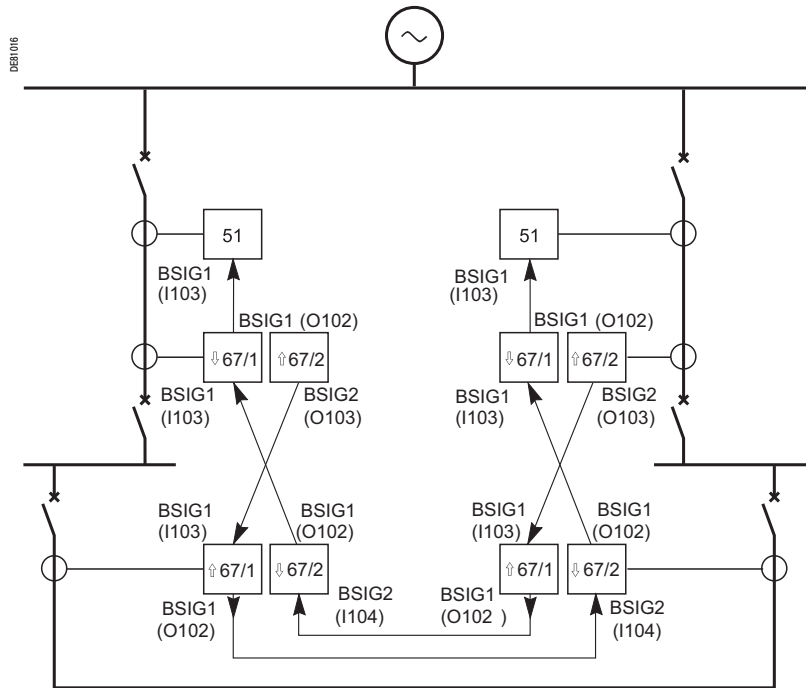 DE81016
51
51
BSIG1
(I103)
BSIG1
(I103)
BSIG1 (O102)
BSIG1 (O102)
⇩ 67/1
⇧ 67/2
⇩ 67/1
⇧ 67/2
BSIG1
(I103)
BSIG2
(O103)
BSIG1
(I103)
BSIG2
(O103)
BSIG1
(I103)
BSIG1
(O102)
BSIG1
(I103)
BSIG1
(O102)
⇧ 67/1
⇩ 67/2
⇧ 67/1
⇩ 67/2
BSIG1
(O102)
BSIG2
(I104)
BSIG1
(O102 )
BSIG2
(I104)